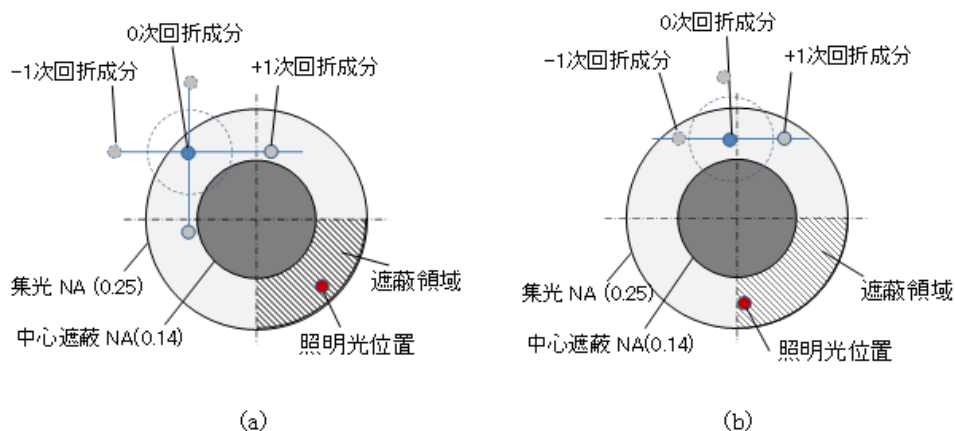 0次回折成分
-1次回折成分
+1次回折成分
集光 NA (0.25)
中心遮蔽 NA(0.14)
遮蔽領域
照明光位置
(a)
0次回折成分
-1次回折成分
+1次回折成分
集光 NA (0.25)
中心遮蔽 NA(0.14)
遮蔽領域
照明光位置
(b)